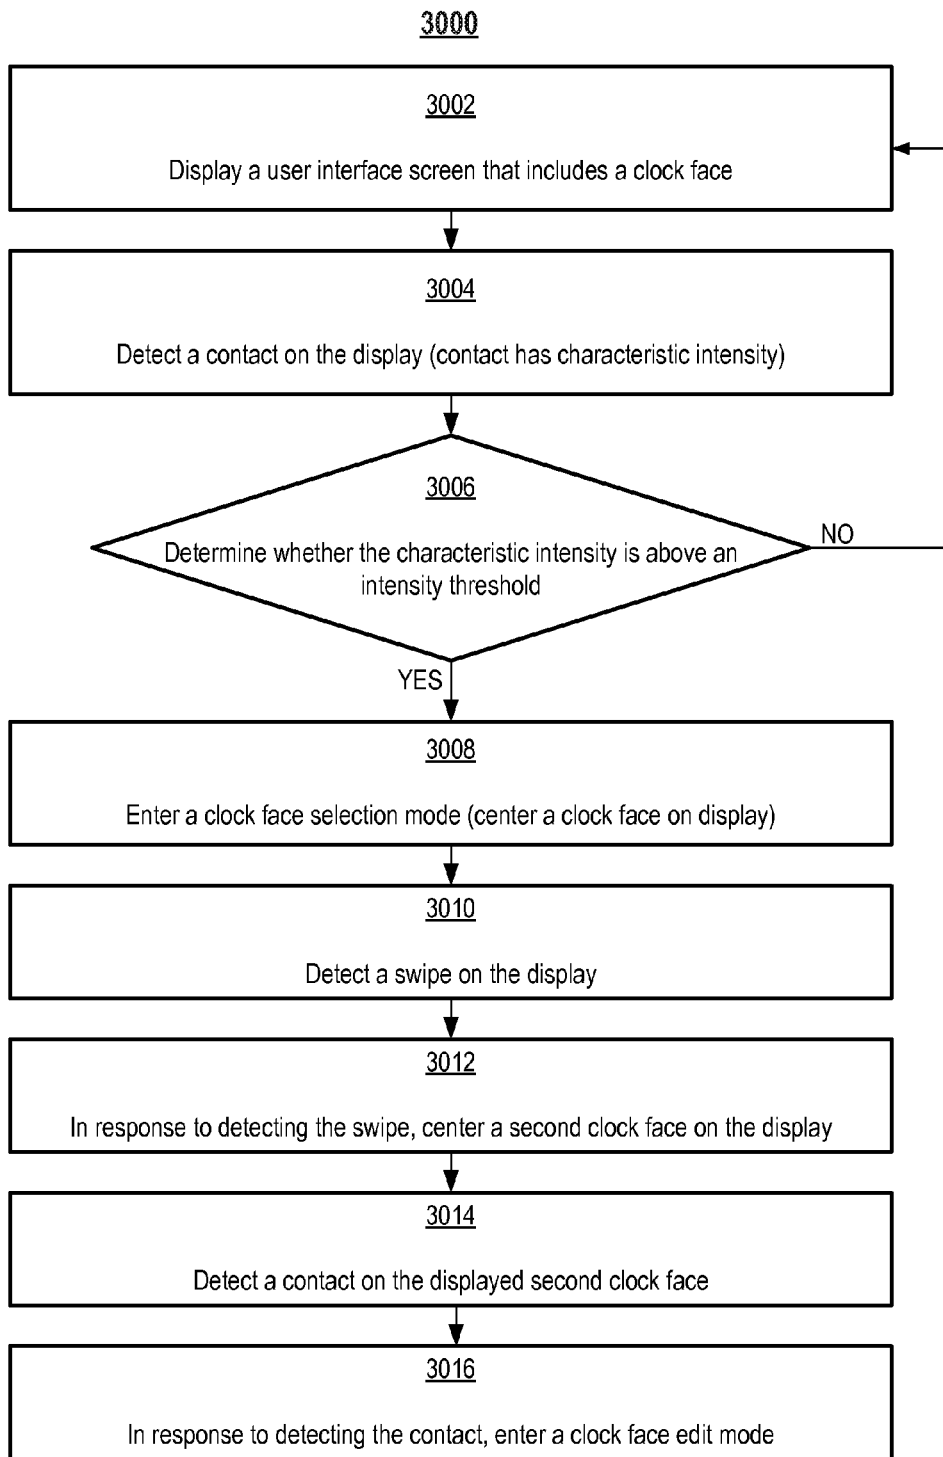 3000
3002
Display a user interface screen that includes a clock face
3004
Detect a contact on the display (contact has characteristic intensity)
3006
Determine whether the characteristic intensity is above an
intensity threshold
NO
YES
3008
Enter a clock face selection mode (center a clock face on display)
3010
Detect a swipe on the display
3012
In response to detecting the swipe, center a second clock face on the display
3014
Detect a contact on the displayed second clock face
3016
In response to detecting the contact, enter a clock face edit mode